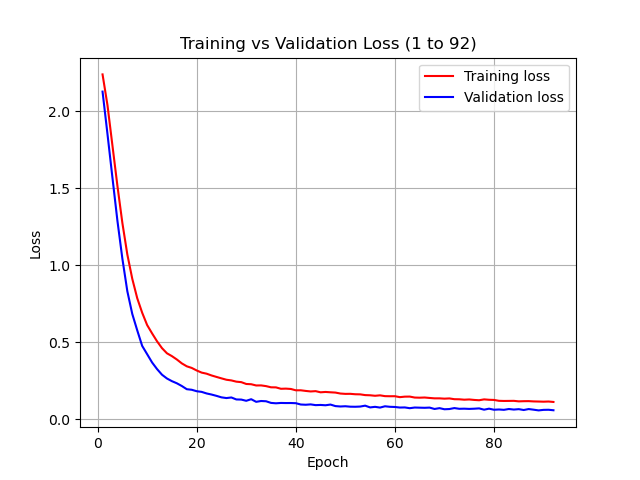 Training vs Validation Loss (1 to 92)
Training loss
Validation loss
Loss
2.0
1.5
1.0
0.5
0.0
0 20 40 60 80
Epoch